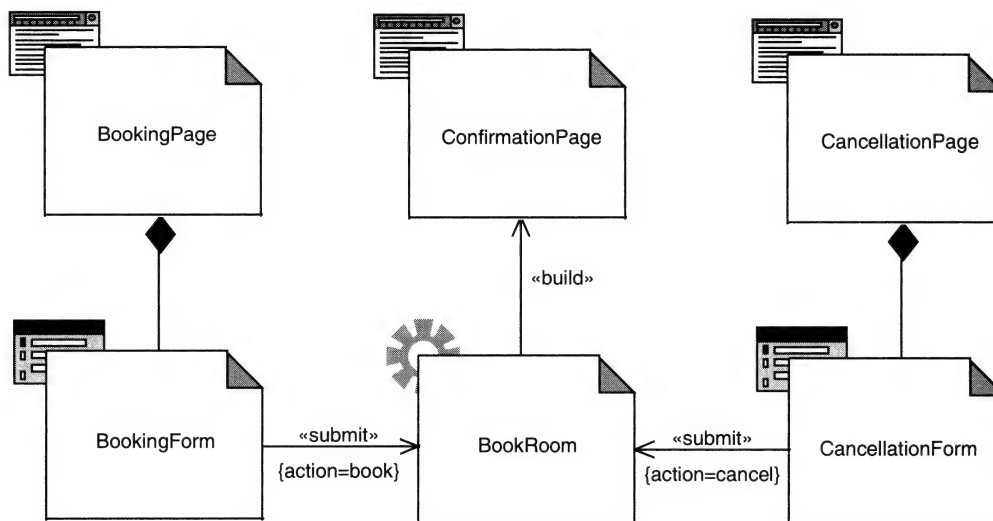 BookingPage
ConfirmationPage
CancellationPage
«build»
BookingForm
«submit»
{action=book}
BookRoom
«submit»
{action=cancel}
CancellationForm